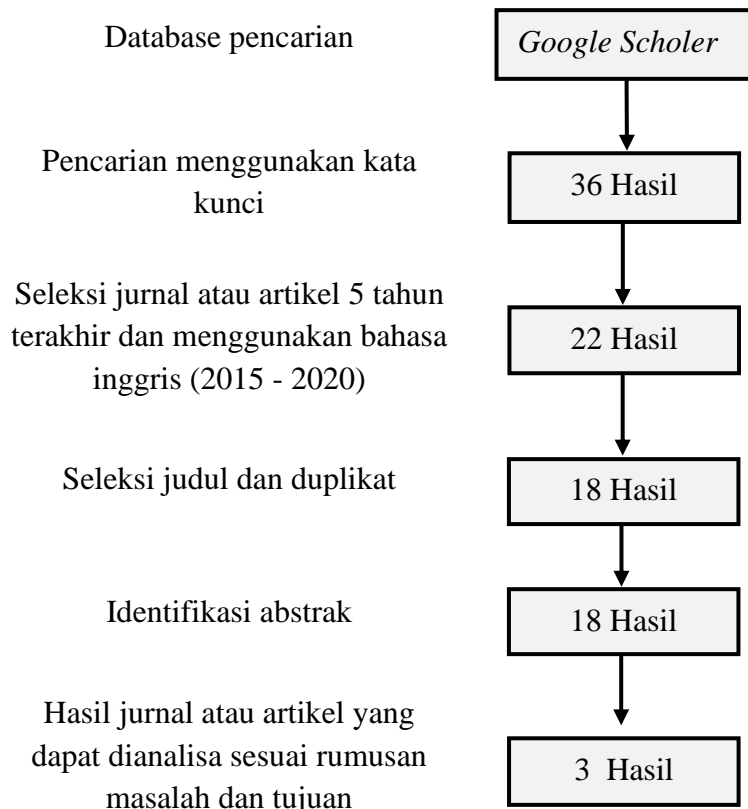 Database pencarian
Google Scholer
Pencarian menggunakan kata
kunci
36 Hasil
Seleksi jurnal atau artikel 5 tahun
terakhir dan menggunakan bahasa
inggris (2015 - 2020)
22 Hasil
Seleksi judul dan duplikat
18 Hasil
Identifikasi abstrak
18 Hasil
Hasil jurnal atau artikel yang
dapat dianalisa sesuai rumusan
masalah dan tujuan
3 Hasil